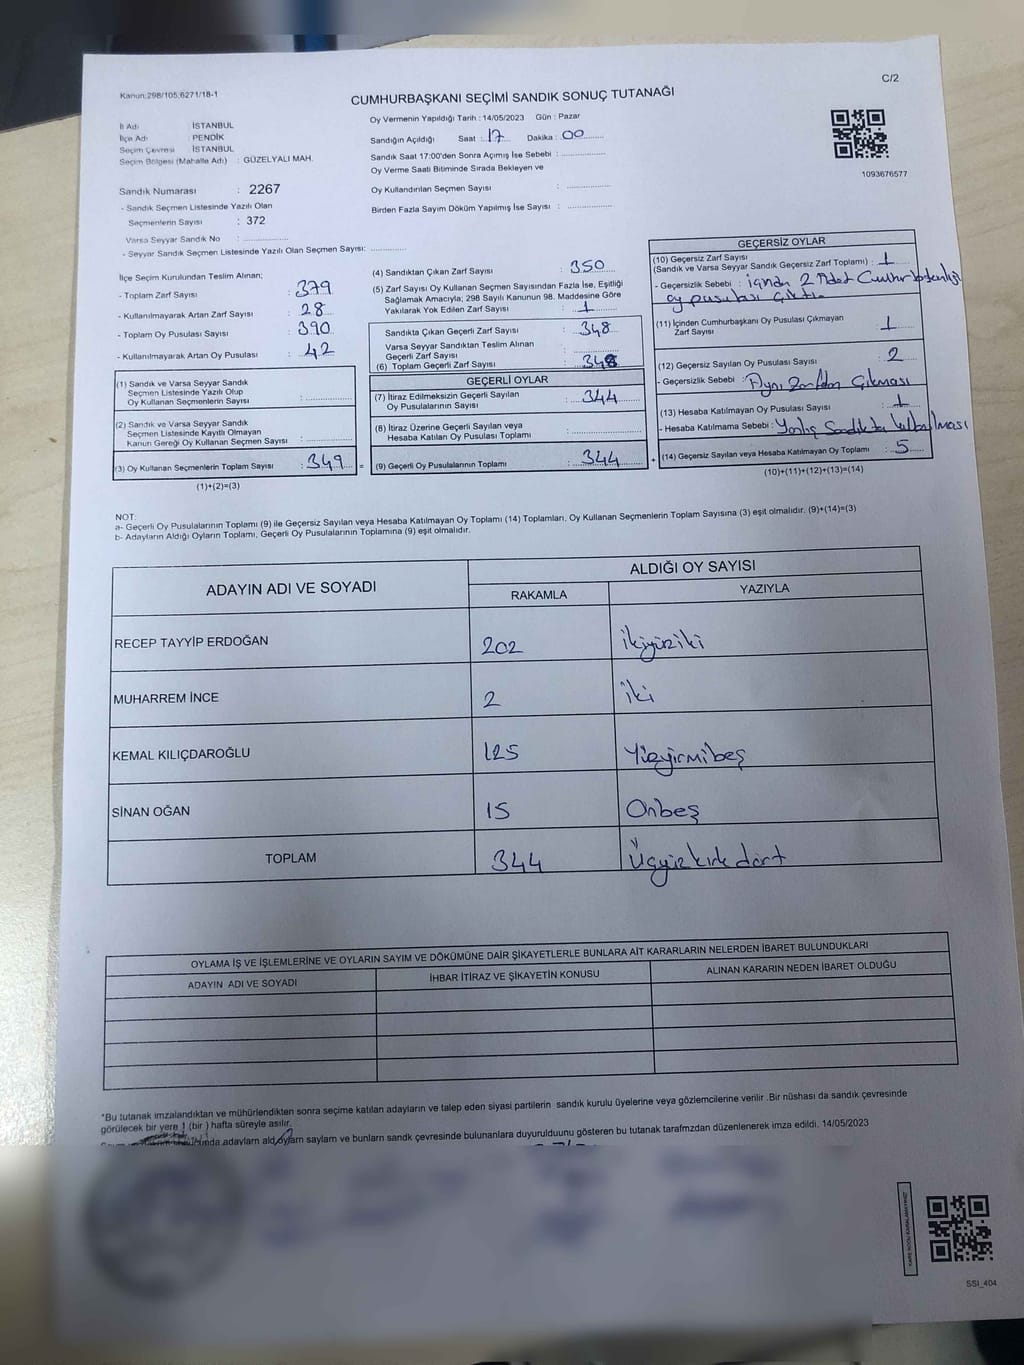 C/2
Kanun:298/105,6271/18-1
CUMHURBAŞKANI SEÇİMİ SANDIK SONUÇ TUTANAĞI
İl Adı : İSTANBUL
İlçe Adı : PENDİK
Seçim Çevresi : İSTANBUL
Seçim Bölgesi (Mahalle Adı) : GÜZELYALI MAH.
Oy Vermenin Yapıldığı Tarih : 14/05/2023 Gün : Pazar
Sandığın Açıldığı Saat : 17 Dakika : 00
Sandık Saat 17:00'den Sonra Açımış İse Sebebi :
Oy Verme Saati Bitiminde Sırada Bekleyen ve
Oy Kullandırılan Seçmen Sayısı :
Birden Fazla Sayım Döküm Yapılmış İse Sayısı :
1093676577
Sandık Numarası : 2267
- Sandık Seçmen Listesinde Yazılı Olan
Seçmenlerin Sayısı : 372
Varsa Seyyar Sandık No :
- Seyyar Sandık Seçmen Listesinde Yazılı Olan Seçmen Sayısı:
İlçe Seçim Kurulundan Teslim Alınan;
- Toplam Zarf Sayısı : 379
- Kullanılmayarak Artan Zarf Sayısı : 28
- Toplam Oy Pusulası Sayısı : 390
- Kullanılmayarak Artan Oy Pusulası : 42
(1) Sandık ve Varsa Seyyar Sandık
Seçmen Listesinde Yazılı Olup
Oy Kullanan Seçmenlerin Sayısı :
(2) Sandık ve Varsa Seyyar Sandık
Seçmen Listesinde Kayıtlı Olmayan
Kanun Gereği Oy Kullanan Seçmen Sayısı :
(3) Oy Kullanan Seçmenlerin Toplam Sayısı : 349 =
(1)+(2)=(3)
(4) Sandıktan Çıkan Zarf Sayısı : 350
(5) Zarf Sayısı Oy Kullanan Seçmen Sayısından Fazla İse, Eşitliği
Sağlamak Amacıyla; 298 Sayılı Kanunun 98. Maddesine Göre
Yakılarak Yok Edilen Zarf Sayısı : 1
Sandıkta Çıkan Geçerli Zarf Sayısı : 348
Varsa Seyyar Sandıktan Teslim Alınan
Geçerli Zarf Sayısı :
(6) Toplam Geçerli Zarf Sayısı : 348
GEÇERLİ OYLAR
(7) İtiraz Edilmeksizin Geçerli Sayılan
Oy Pusulalarının Sayısı : 344
(8) İtiraz Üzerine Geçerli Sayılan veya
Hesaba Katılan Oy Pusulası Toplamı :
(9) Geçerli Oy Pusulalarının Toplamı : 344 +
GEÇERSİZ OYLAR
(10) Geçersiz Zarf Sayısı
(Sandık ve Varsa Seyyar Sandık Geçersiz Zarf Toplamı) : 1
- Geçersizlik Sebebi : içinden 2 Adet Cumhurbaşkanlığı
oy pusulası çıktı
(11) İçinden Cumhurbaşkanı Oy Pusulası Çıkmayan
Zarf Sayısı : 1
(12) Geçersiz Sayılan Oy Pusulası Sayısı : 2
- Geçersizlik Sebebi : Aynı Zarfdan Çıkması
(13) Hesaba Katılmayan Oy Pusulası Sayısı : 1
- Hesaba Katılmama Sebebi : Yanlış Sandıkta
(14) Geçersiz Sayılan veya Hesaba Katılmayan Oy Toplamı : 5
(10)+(11)+(12)+(13)=(14)
NOT:
a- Geçerli Oy Pusulalarının Toplamı (9) ile Geçersiz Sayılan veya Hesaba Katılmayan Oy Toplamı (14) Toplamları, Oy Kullanan Seçmenlerin Toplam Sayısına (3) eşit olmalıdır. (9)+(14)=(3)
b- Adayların Aldığı Oyların Toplamı, Geçerli Oy Pusulalarının Toplamına (9) eşit olmalıdır.
ADAYIN ADI VE SOYADI ALDIĞI OY SAYISI
RAKAMLA YAZIYLA
RECEP TAYYİP ERDOĞAN 202 ikiyüziki
MUHARREM İNCE 2 iki
KEMAL KILIÇDAROĞLU 125 Yüzyirmibeş
SİNAN OĞAN 15 Onbeş
TOPLAM 344 Üçyüz kırk dört
OYLAMA İŞ VE İŞLEMLERİNE VE OYLARIN SAYIM VE DÖKÜMÜNE DAİR ŞİKAYETLERLE BUNLARA AİT KARARLARIN NELERDEN İBARET BULUNDUKLARI
ADAYIN ADI VE SOYADI İHBAR İTİRAZ VE ŞİKAYETİN KONUSU ALINAN KARARIN NEDEN İBARET OLDUĞU
*Bu tutanak imzalandıktan ve mühürlendikten sonra seçime katılan adayların ve talep eden siyasi partilerin sandık kurulu üyelerine veya gözlemcilerine verilir .Bir nüshası da sandık çevresinde
görülecek bir yere 1 (bir ) hafta süreyle asılır.
adayların saylam ve bunların sandk çevresinde bulunanlara duyurulduunu gösteren bu tutanak tarafmzdan düzenlenerek imza edildi. 14/05/2023
SSI_404